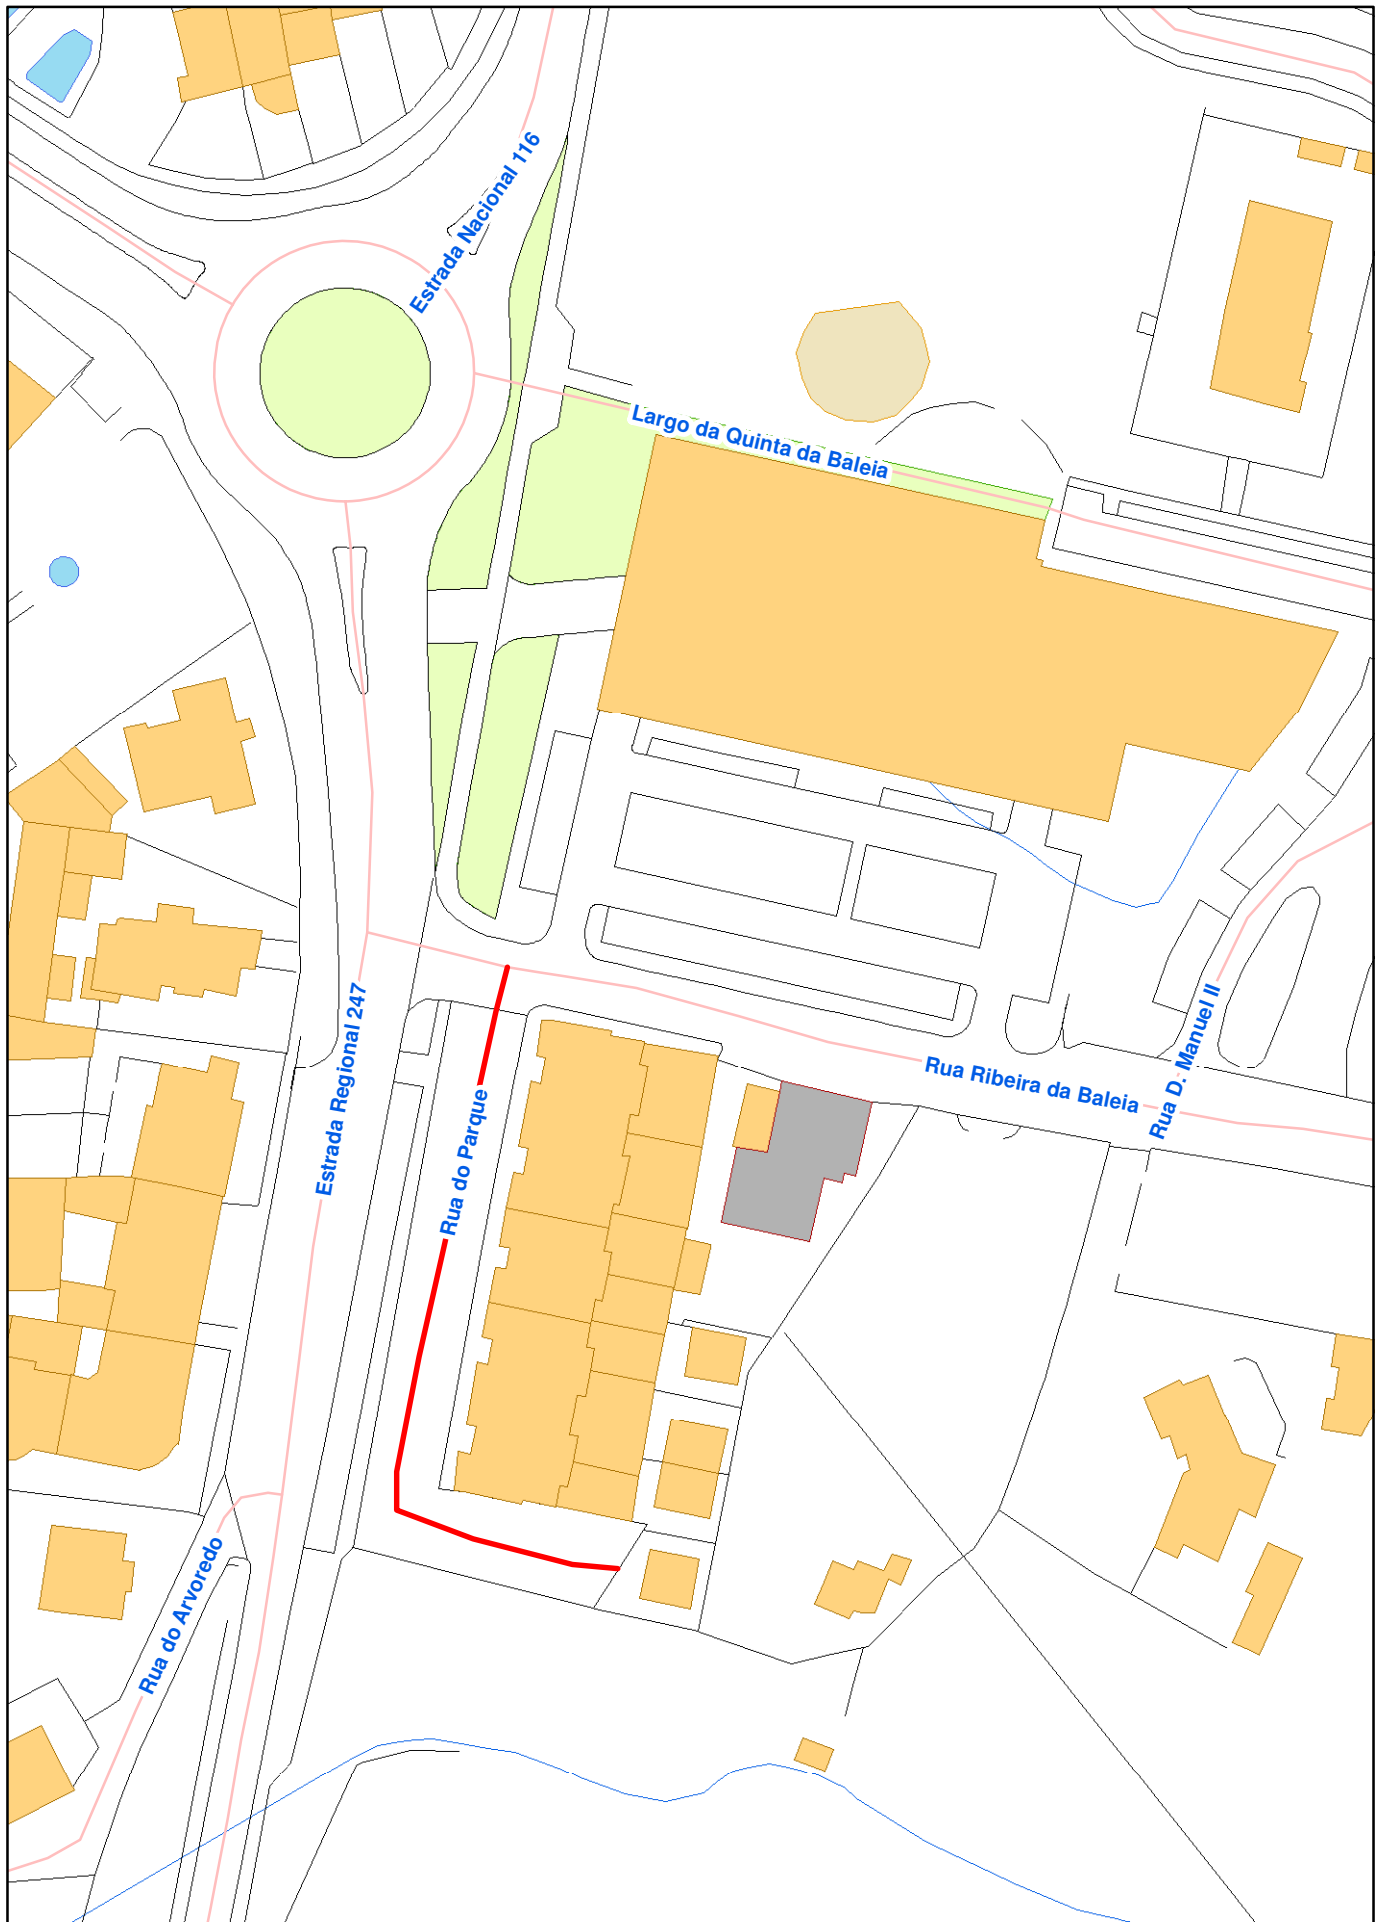 Estrada Nacional 116
Largo da Quinta da Baleia
Estrada Regional 247
Rua D. Manuel II
Rua Ribeira da Baleia
Rua do Parque
Rua do Arvoredo